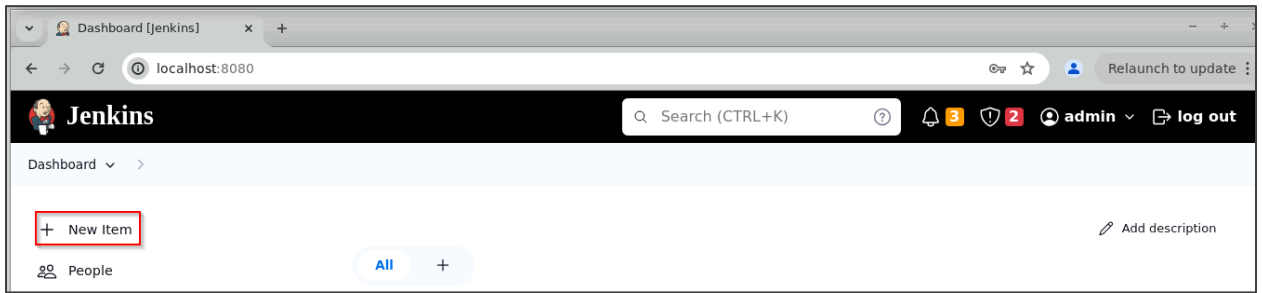 Dashboard [Jenkins]
localhost:8080
Relaunch to update
Jenkins
Search (CTRL+K)
3
2
admin
log out
Dashboard
New Item
Add description
People
All